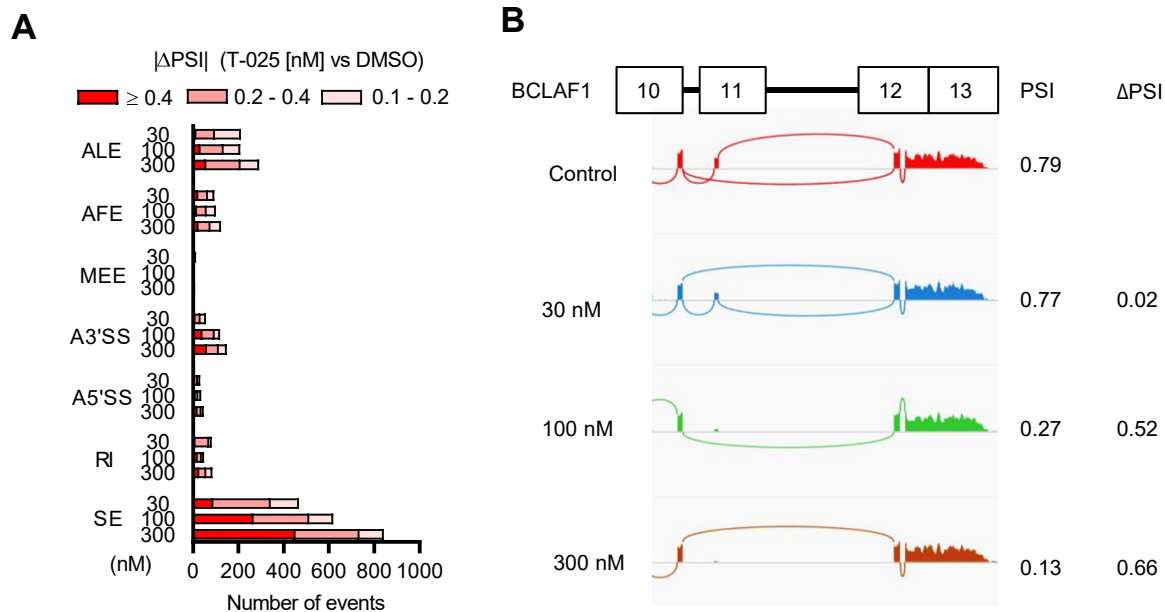 A
|ΔPSI| (T-025 [nM] vs DMSO)
≥ 0.4 0.2 - 0.4 0.1 - 0.2
ALE 30 100 300
AFE 30 100 300
MEE 30 100 300
A3'SS 30 100 300
A5'SS 30 100 300
RI 30 100 300
SE 30 100 300
(nM) 0 200 400 600 800 1000
Number of events
B
BCLAF1 10 11 12 13 PSI ΔPSI
Control 0.79
30 nM 0.77 0.02
100 nM 0.27 0.52
300 nM 0.13 0.66